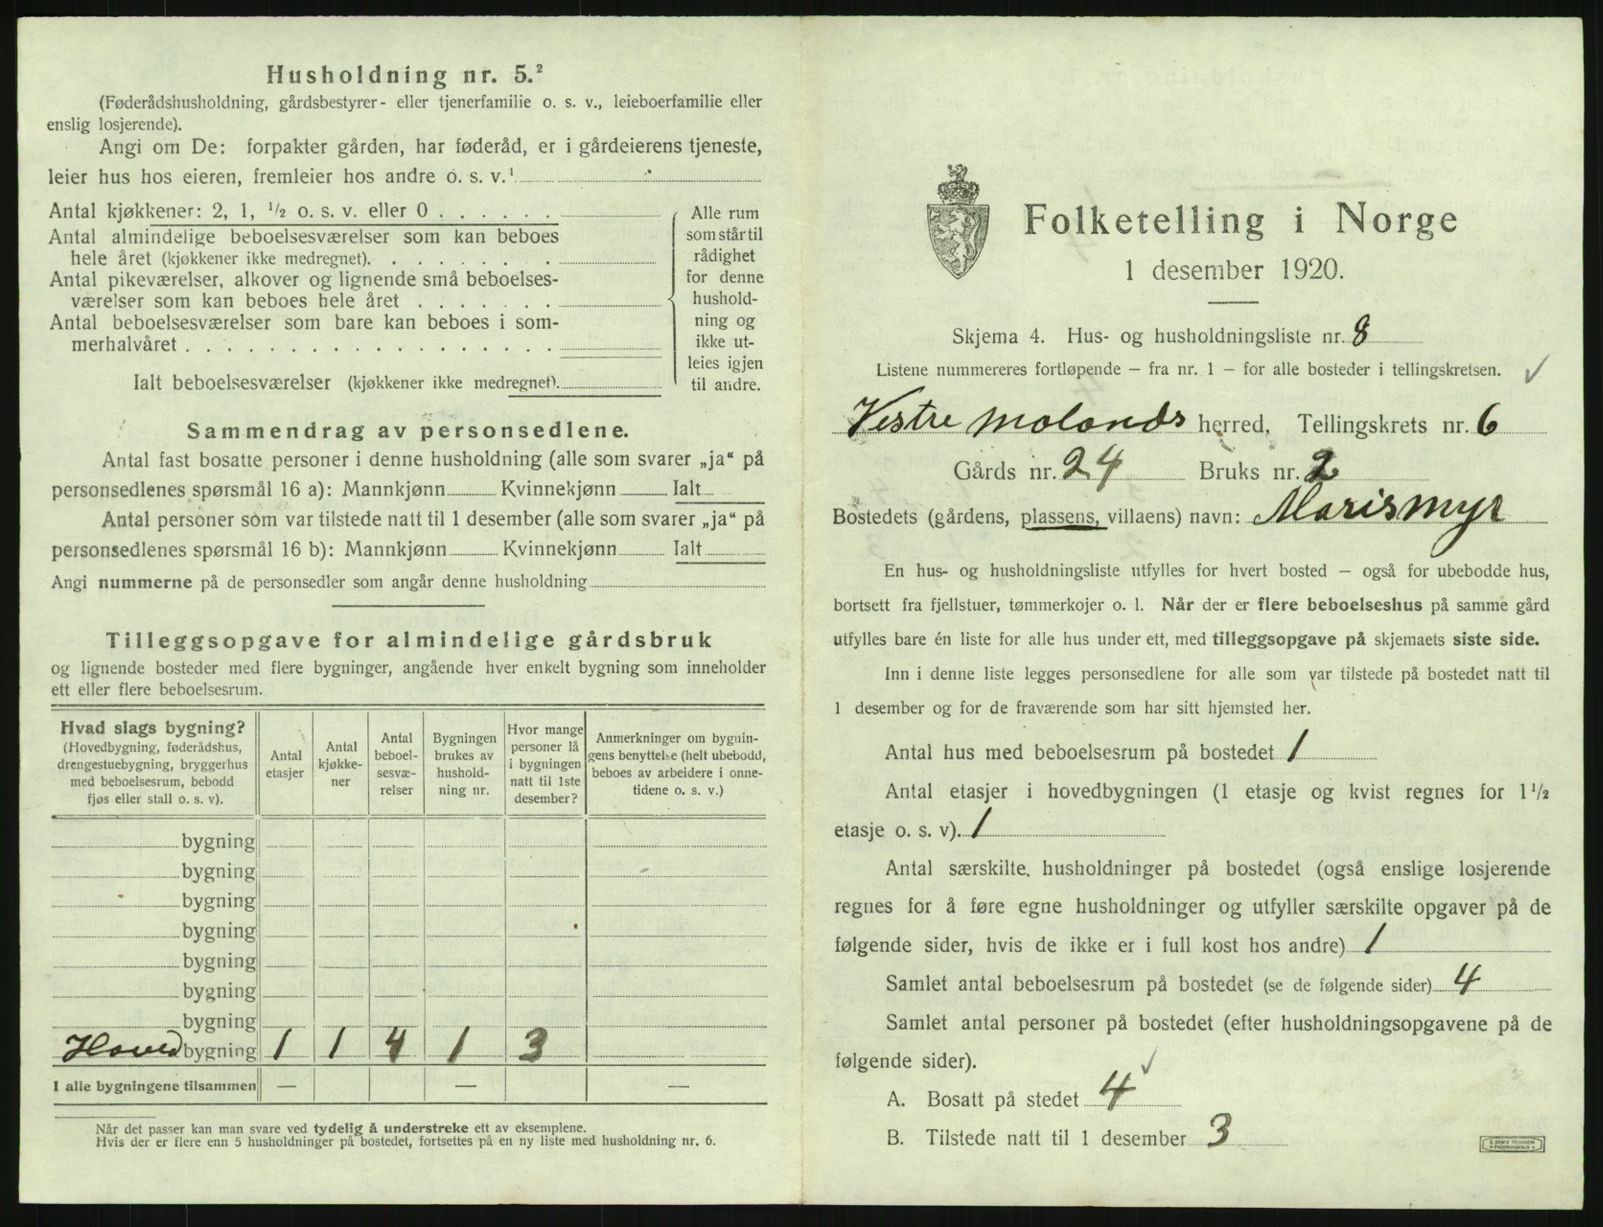 Husholdning nr. 5.²
(Føderådshusholdning, gårdsbestyrer- eller tjenerfamilie o. s. v., leieboerfamilie eller
enslig losjerende).
Angi om De: forpakter gården, har føderåd, er i gårdeierens tjeneste,
leier hus hos eieren, fremleier hos andre o. s. v.¹
Antal kjøkkener: 2, 1, ½ o. s. v. eller 0 . . . . . .
Antal almindelige beboelsesværelser som kan beboes
hele året (kjøkkener ikke medregnet). . . . . . . .
Antal pikeværelser, alkover og lignende små beboelses-
værelser som kan beboes hele året . . . . . . .
Antal beboelsesværelser som bare kan beboes i som-
merhalvåret . . . . . . . . . . . . . . . . . .
Ialt beboelsesværelser (kjøkkener ikke medregnet).
Alle rum
som står til
rådighet
for denne
hushold-
ning og
ikke ut-
leies igjen
til andre.
Sammendrag av personsedlene.
Antal fast bosatte personer i denne husholdning (alle som svarer „ja“ på
personsedlenes spørsmål 16 a): Mannkjønn Kvinnekjønn Ialt
Antal personer som var tilstede natt til 1 desember (alle som svarer „ja“ på
personsedlenes spørsmål 16 b): Mannkjønn Kvinnekjønn Ialt
Angi nummerne på de personsedler som angår denne husholdning
Tilleggsopgave for almindelige gårdsbruk
og lignende bosteder med flere bygninger, angående hver enkelt bygning som inneholder
ett eller flere beboelsesrum.
Hvad slags bygning?
(Hovedbygning, føderådshus,
drengestuebygning, bryggerhus
med beboelsesrum, bebodd
fjøs eller stall o. s. v).
Antal
etasjer
Antal
kjøkke-
ner
Antal
beboel-
sesvæ-
relser
Bygningen
brukes av
hushold-
ning nr.
Hvor mange
personer lå
i bygningen
natt til 1ste
desember?
Anmerkninger om bygnin-
gens benyttelse (helt ubebodd,
beboes av arbeidere i onne-
tidene o. s. v.)
bygning
bygning
bygning
bygning
bygning
bygning
bygning
Hoved bygning 1 1 4 1 3
I alle bygningene tilsammen — — —
Når det passer kan man svare ved tydelig å understreke ett av eksemplene.
Hvis der er flere enn 5 husholdninger på bostedet, fortsettes på en ny liste med husholdning nr. 6.
Folketelling i Norge
1 desember 1920.
Skjema 4. Hus- og husholdningsliste nr. 8
Listene nummereres fortløpende — fra nr. 1 — for alle bosteder i tellingskretsen. ✓
Vestre Molands herred. Tellingskrets nr. 6
Gårds nr. 24 Bruks nr. 2
Bostedets (gårdens, plassens, villaens) navn: Marismyr
En hus- og husholdningsliste utfylles for hvert bosted — også for ubebodde hus,
bortsett fra fjellstuer, tømmerkojer o. l. Når der er flere beboelseshus på samme gård
utfylles bare én liste for alle hus under ett, med tilleggsopgave på skjemaets siste side.
Inn i denne liste legges personsedlene for alle som var tilstede på bostedet natt til
1 desember og for de fraværende som har sitt hjemsted her.
Antal hus med beboelsesrum på bostedet 1
Antal etasjer i hovedbygningen (1 etasje og kvist regnes for 1½
etasje o. s. v). 1
Antal særskilte husholdninger på bostedet (også enslige losjerende
regnes for å føre egne husholdninger og utfyller særskilte opgaver på de
følgende sider, hvis de ikke er i full kost hos andre) 1
Samlet antal beboelsesrum på bostedet (se de følgende sider) 4
Samlet antal personer på bostedet (efter husholdningsopgavene på de
følgende sider).
A. Bosatt på stedet 4 ✓
B. Tilstede natt til 1 desember 3